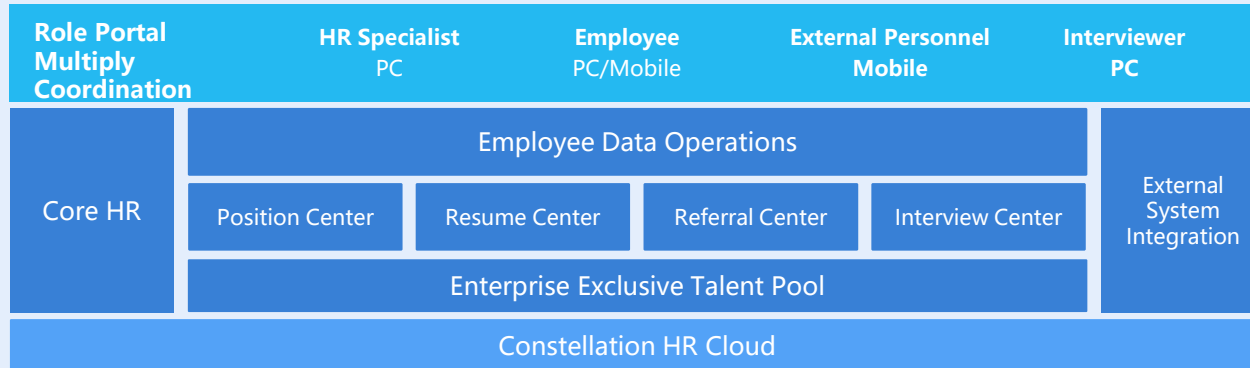 Role Portal
Multiply
Coordination
HR Specialist
PC
Employee
PC/Mobile
External Personnel
Mobile
Interviewer
PC
Core HR
Employee Data Operations
Position Center
Resume Center
Referral Center
Interview Center
Enterprise Exclusive Talent Pool
External
System
Integration
Constellation HR Cloud